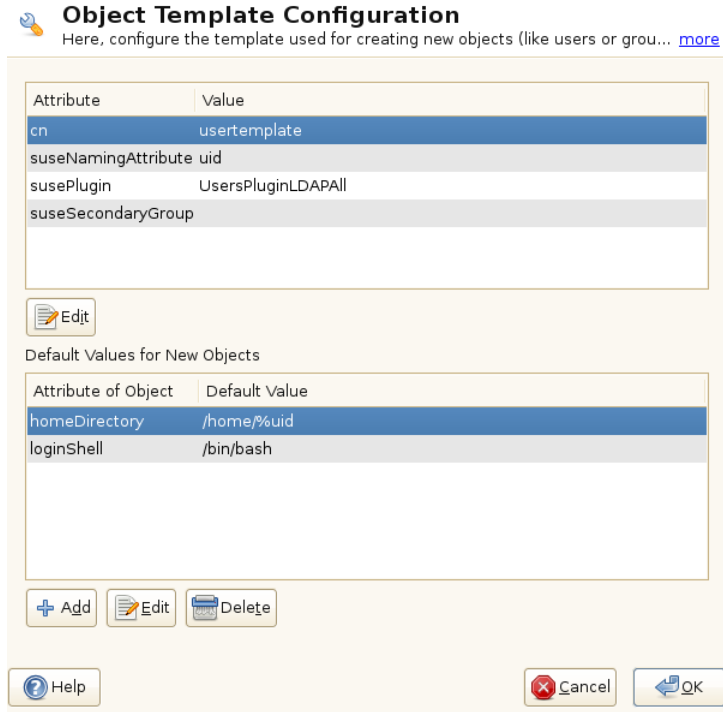 Object Template Configuration
Here, configure the template used for creating new objects (like users or grou... more
Attribute Value
cn usertemplate
suseNamingAttribute uid
susePlugin UsersPluginLDAPAll
suseSecondaryGroup
Edit
Default Values for New Objects
Attribute of Object Default Value
homeDirectory /home/%uid
loginShell /bin/bash
Add Edit Delete
Help Cancel OK